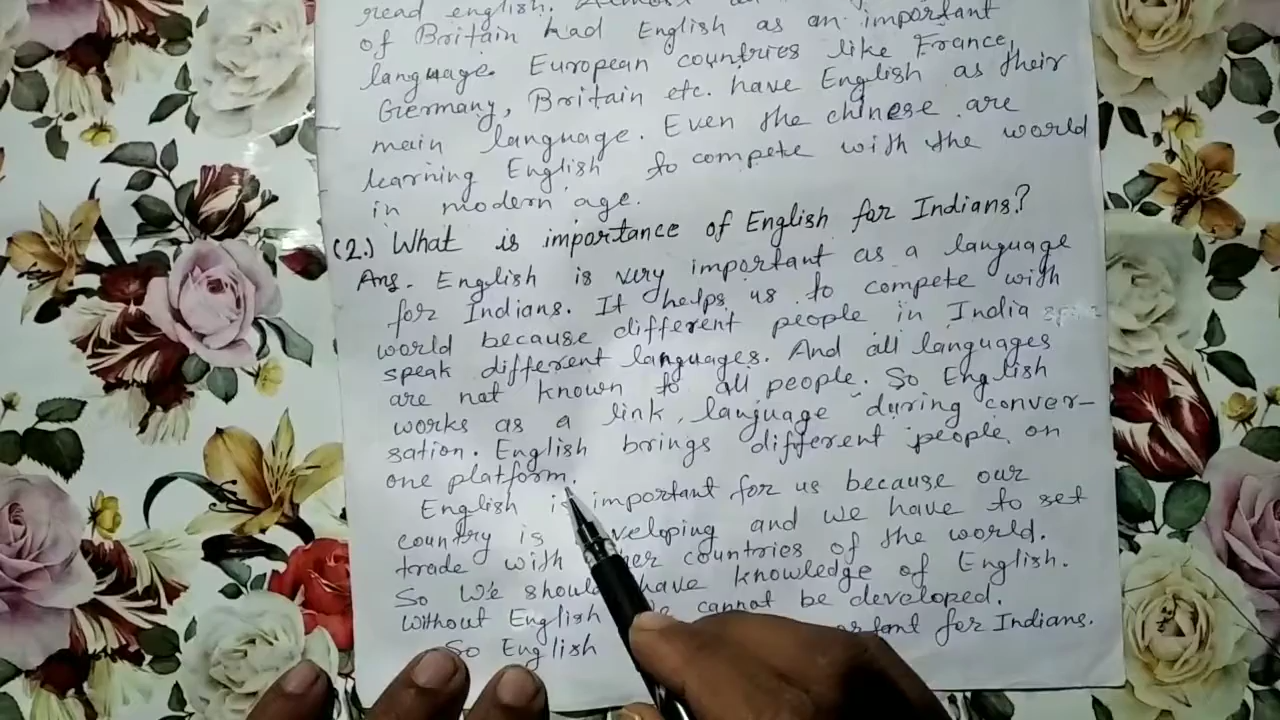 read english.
of Britain had English as an important
language. European countries like France,
Germany, Britain etc. have English as their
main language. Even the chinese are
learning English to compete with the world
in modern age.
(2.) What is importance of English for Indians?
Ans. English is very important as a language
for Indians. It helps us to compete with
world because different people in India
speak different languages. And all languages
are not known to all people. So English
works as a link language during conver-
sation. English brings different people on
one platform.
English is important for us because our
country is veloping and we have to set
trade with her countries of the world.
So We should have knowledge of English.
Without English cannot be developed.
So English for Indians.